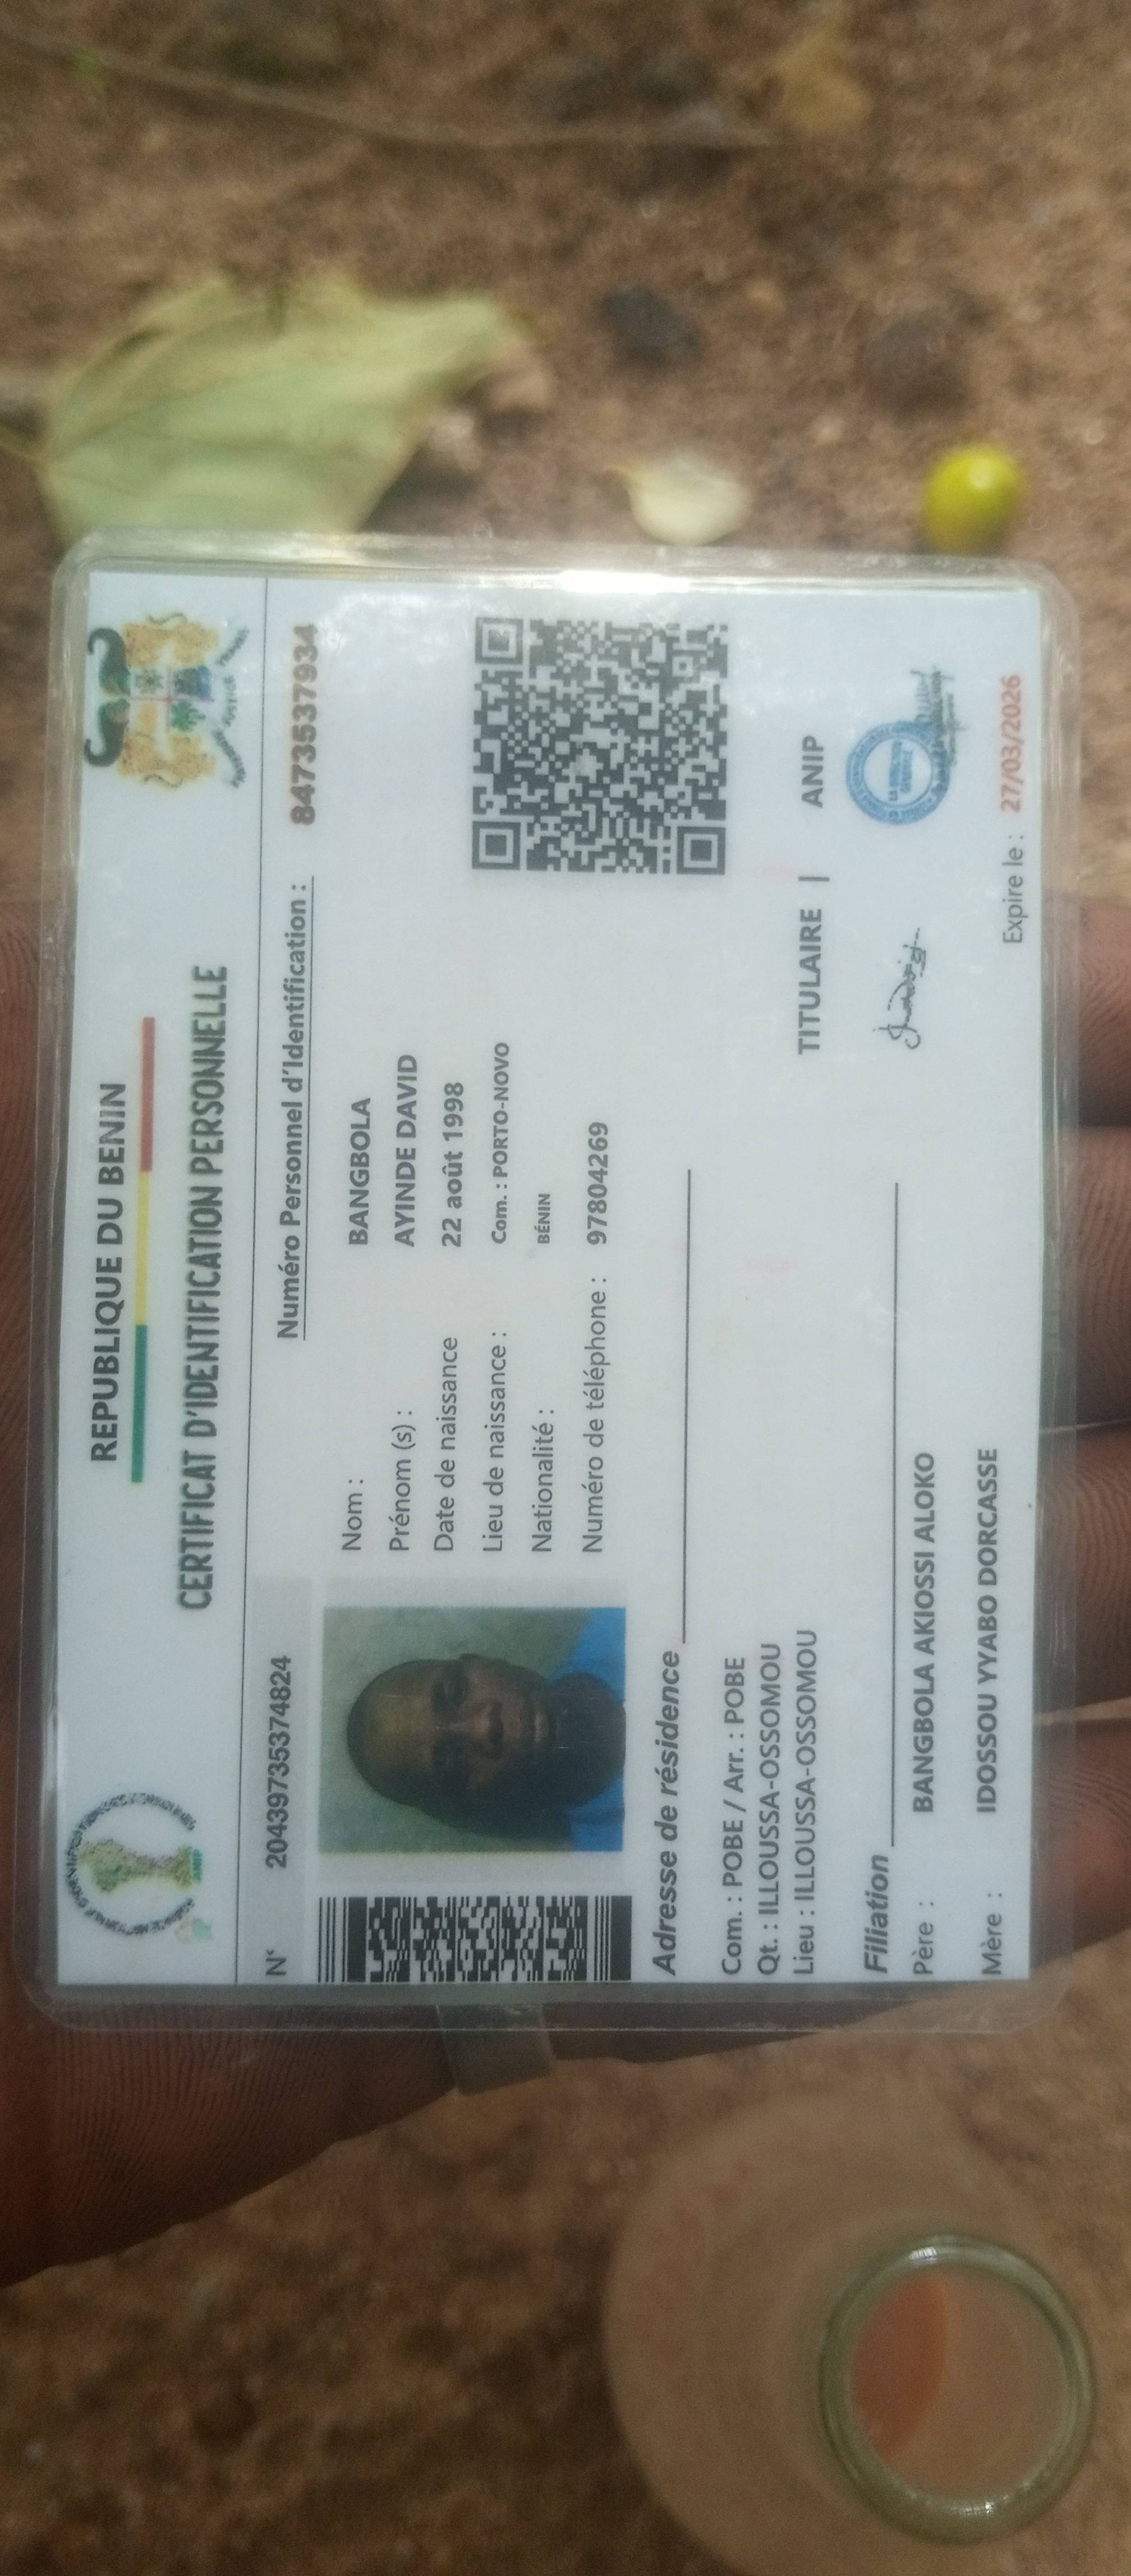 REPUBLIQUE DU BENIN
CERTIFICAT D'IDENTIFICATION PERSONNELLE
N° 20439735374824
Numéro Personnel d'Identification : 8473537934
Nom : BANGBOLA
Prénom (s) : AYINDE DAVID
Date de naissance 22 août 1998
Lieu de naissance : Com. : PORTO-NOVO
Nationalité : BÉNIN
Numéro de téléphone : 97804269
Adresse de résidence
Com. : POBE / Arr. : POBE
Qt. : ILLOUSSA-OSSOMOU
Lieu : ILLOUSSA-OSSOMOU
TITULAIRE | ANIP
Filiation
Père : BANGBOLA AKIOSSI ALOKO
Mère : IDOSSOU YYABO DORCASSE
Expire le : 27/03/2026